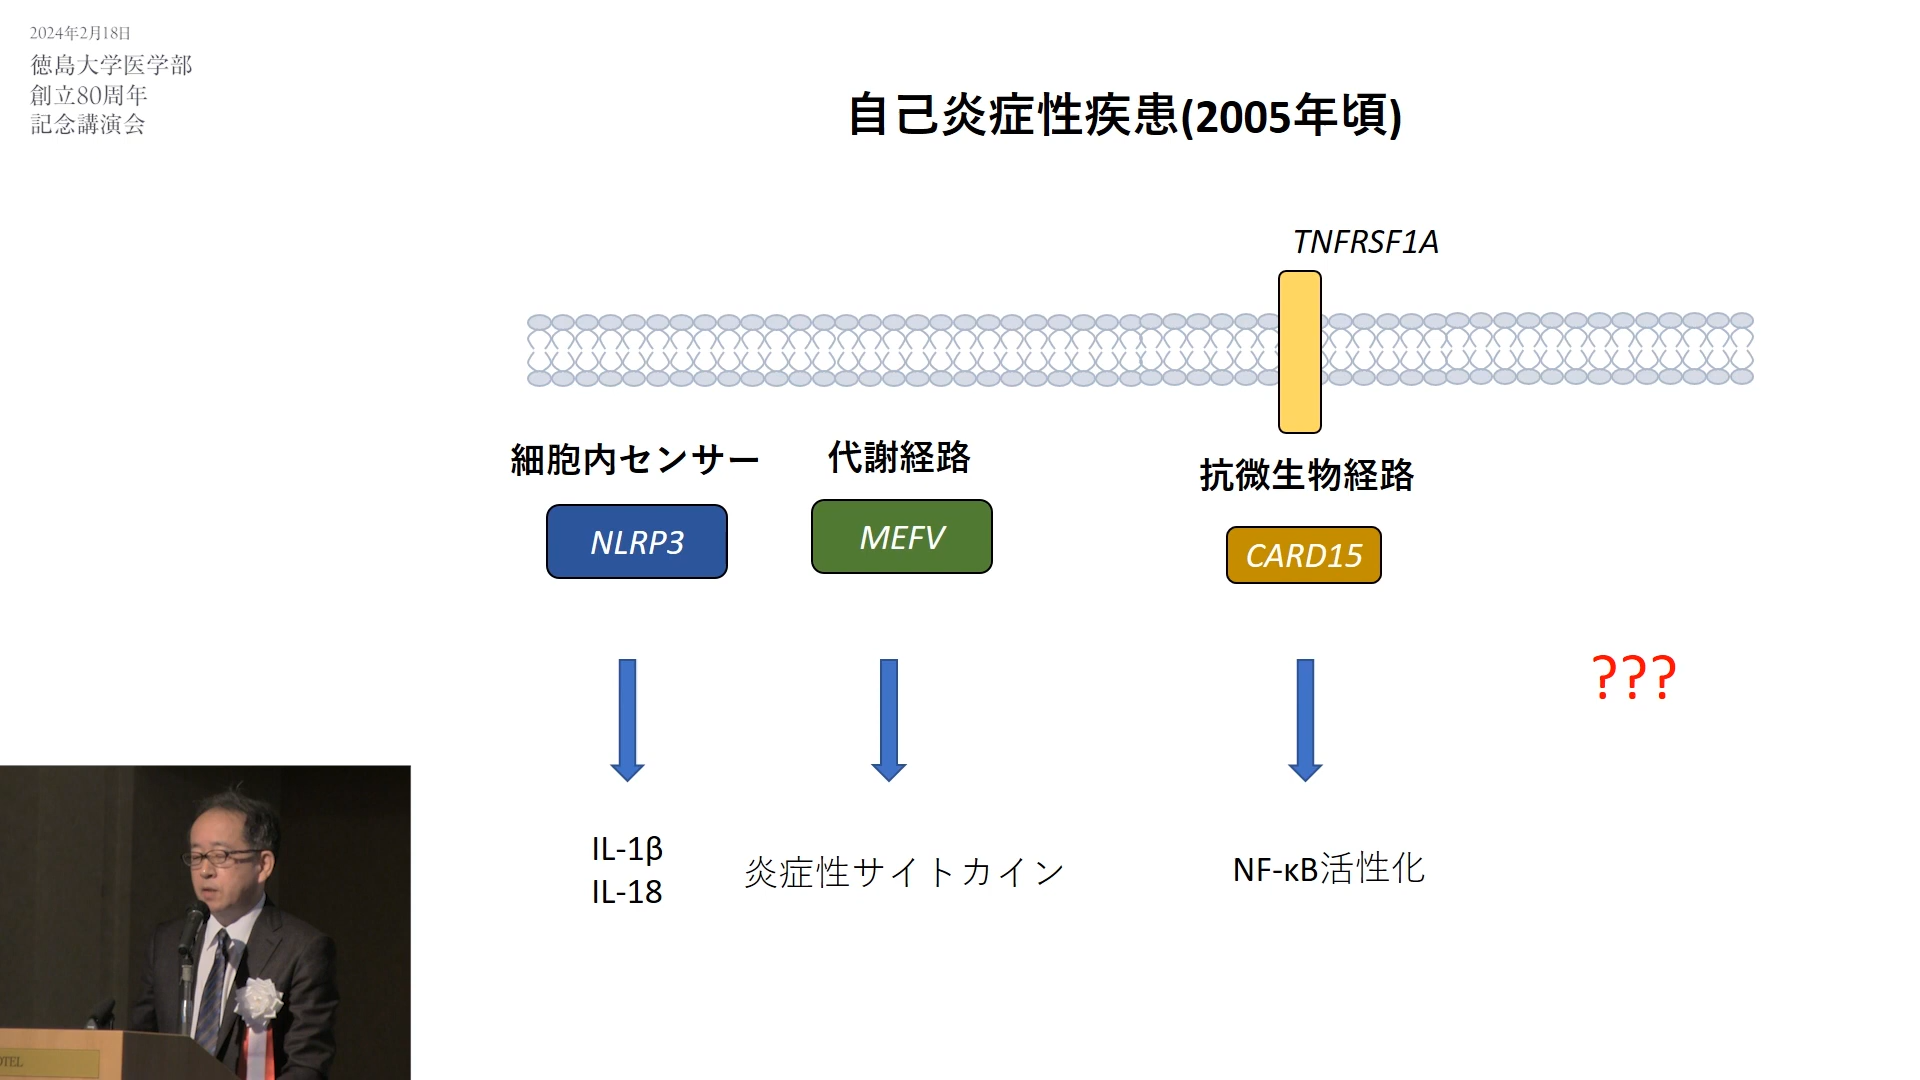 2024年2月18日
徳島大学医学部
創立80周年
記念講演会
自己炎症性疾患(2005年頃)
TNFRSF1A
細胞内センサー
代謝経路
抗微生物経路
NLRP3
MEFV
CARD15
???
IL-1β
IL-18
炎症性サイトカイン
NF-κB活性化
OTEL